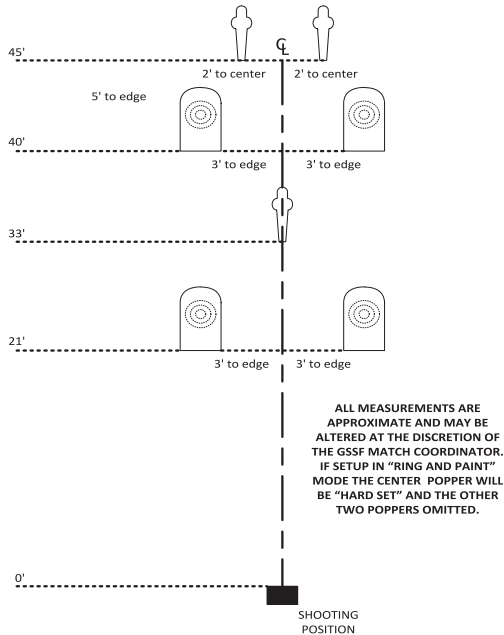 45'
℄
2' to center 2' to center
5' to edge
40'
3' to edge 3' to edge
33'
21'
3' to edge 3' to edge
ALL MEASUREMENTS ARE
APPROXIMATE AND MAY BE
ALTERED AT THE DISCRETION OF
THE GSSF MATCH COORDINATOR.
IF SETUP IN “RING AND PAINT”
MODE THE CENTER POPPER WILL
BE “HARD SET” AND THE OTHER
TWO POPPERS OMITTED.
0'
SHOOTING
POSITION